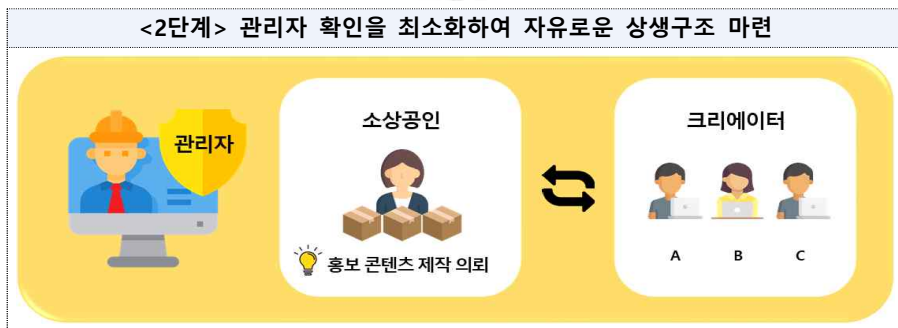 <2단계> 관리자 확인을 최소화하여 자유로운 상생구조 마련
관리자
소상공인
홍보 콘텐츠 제작 의뢰
크리에이터
A B C